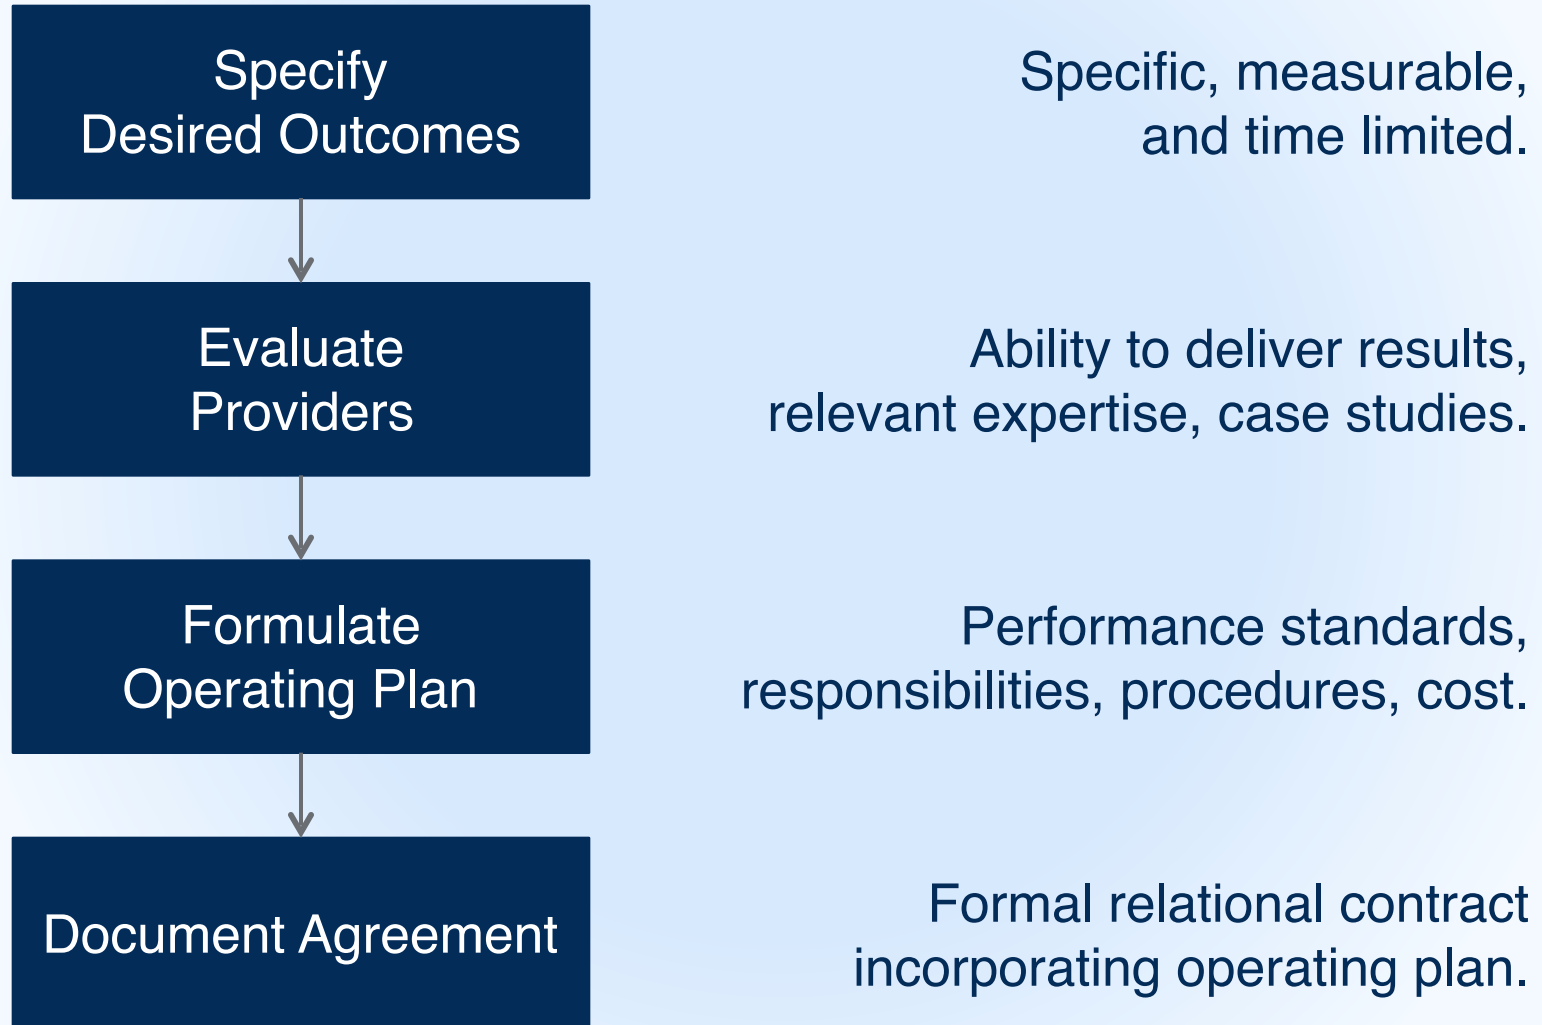 Specify
Desired Outcomes
Specific, measurable,
and time limited.
Evaluate
Providers
Ability to deliver results,
relevant expertise, case studies.
Formulate
Operating Plan
Performance standards,
responsibilities, procedures, cost.
Document Agreement
Formal relational contract
incorporating operating plan.